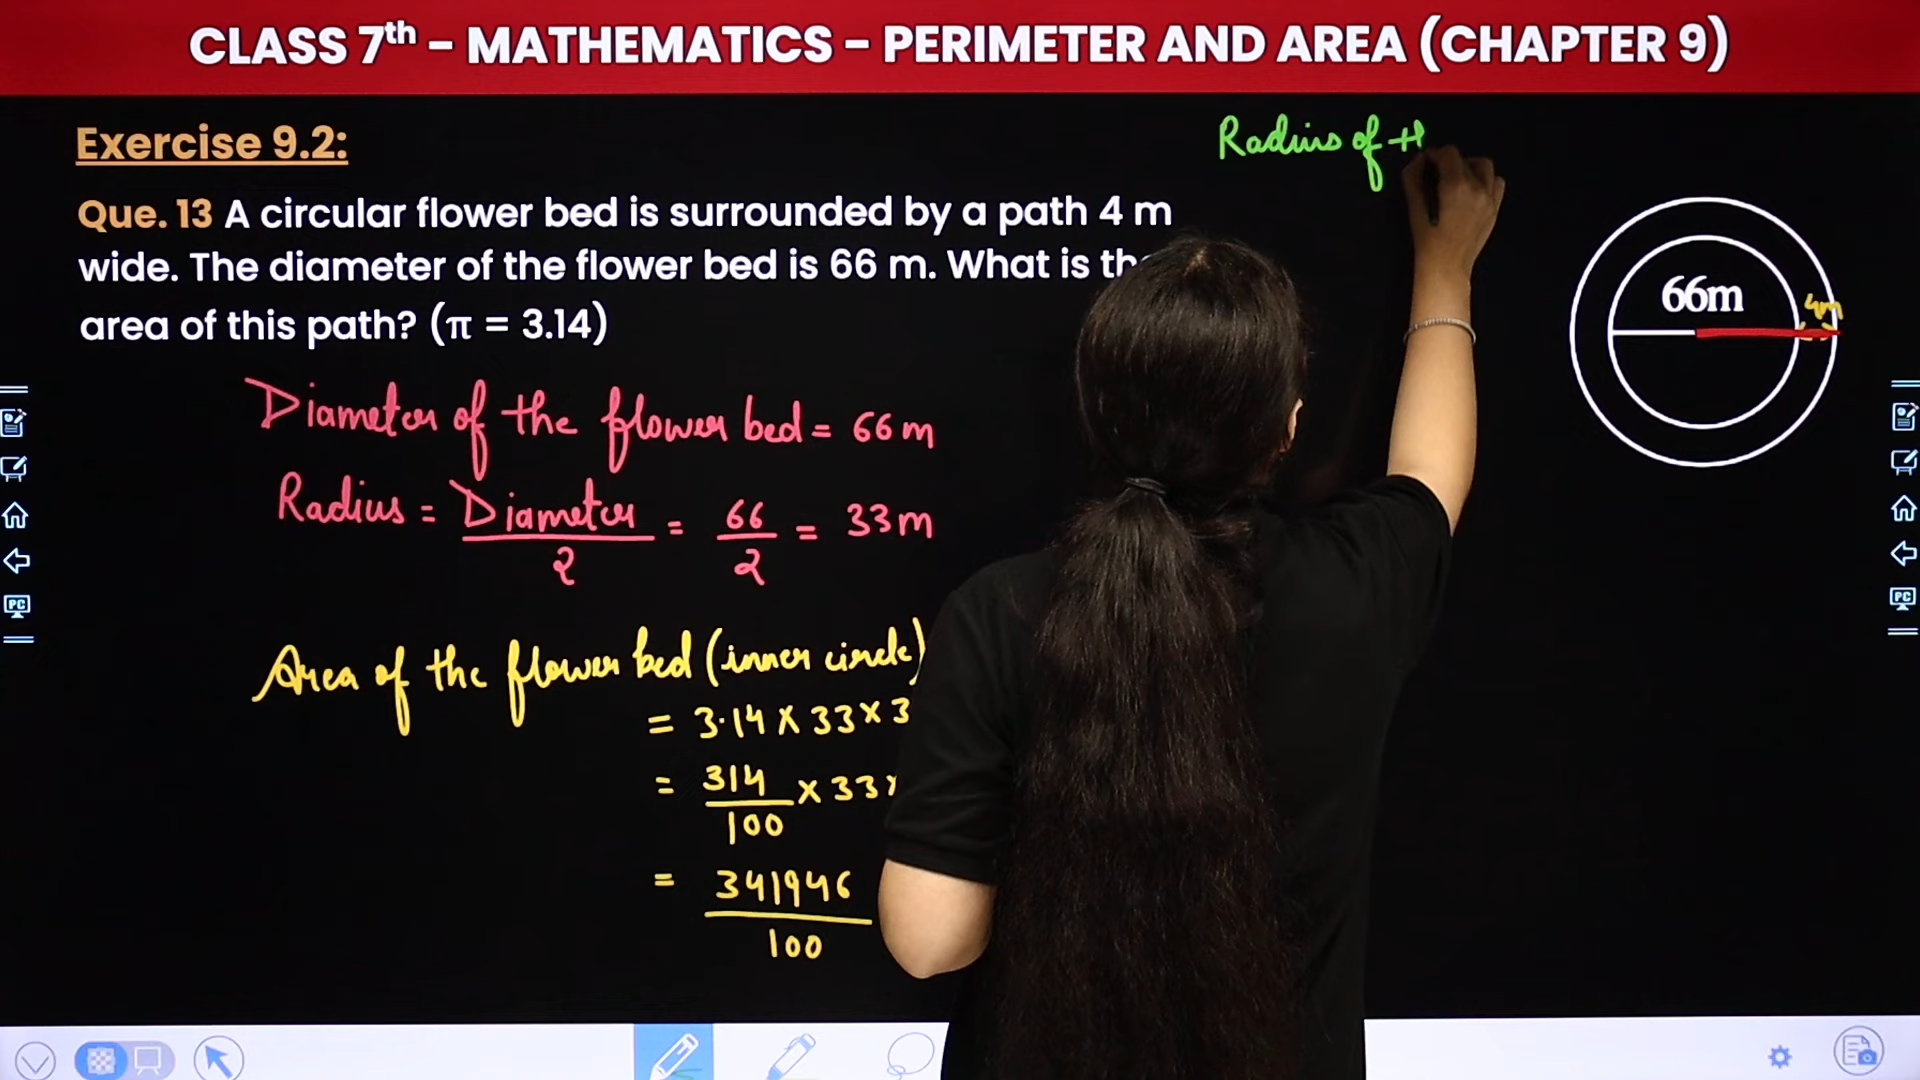 CLASS 7th - MATHEMATICS - PERIMETER AND AREA (CHAPTER 9)
Exercise 9.2:
Que. 13 A circular flower bed is surrounded by a path 4 m
wide. The diameter of the flower bed is 66 m. What is
area of this path? (π = 3.14)
Diameter of the flower bed = 66 m
Radius = Diameter / 2 = 66 / 2 = 33 m
Area of the flower bed (inner circle)
= 3.14 × 33 ×
= 314 / 100 × 33
= 341946 / 100
Radius of
66m
4m
PC
PC